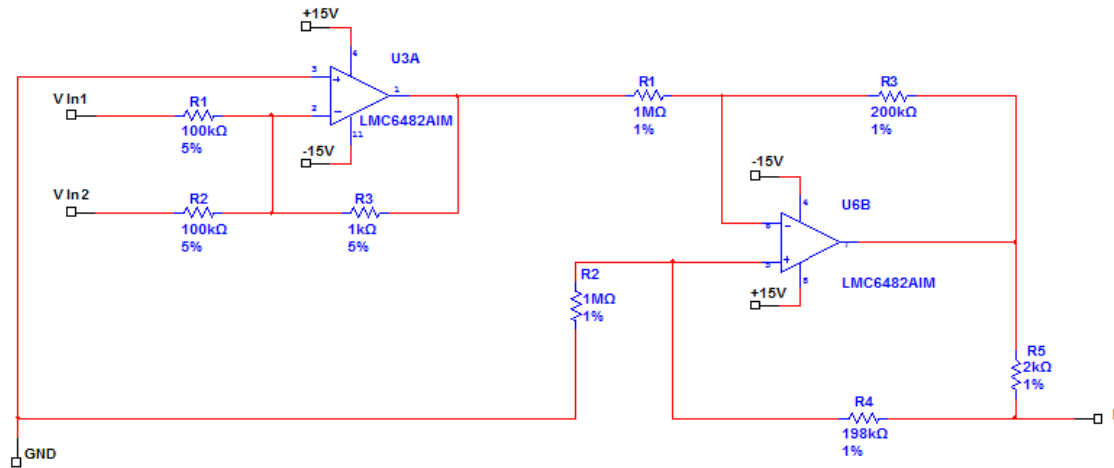 +15V
4
U3A
3
+
1
2
−
LMC6482AIM
11
-15V
V In1
R1
100kΩ
5%
V In2
R2
100kΩ
5%
R3
1kΩ
5%
R1
1MΩ
1%
R3
200kΩ
1%
-15V
4
U6B
6
−
7
+
LMC6482AIM
+15V
R2
1MΩ
1%
R5
2kΩ
1%
R4
198kΩ
1%
GND